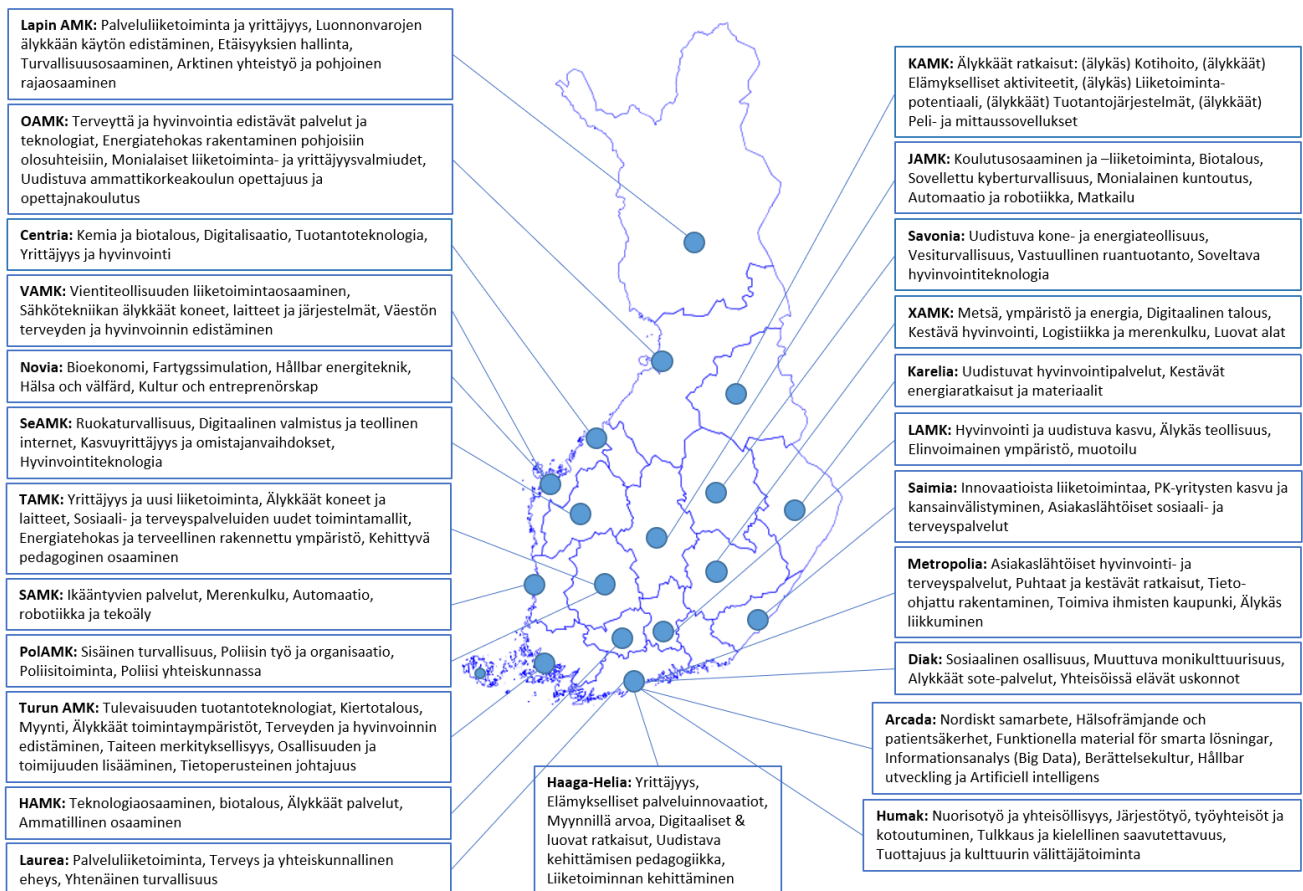 Lapin AMK: Palveluliiketoiminta ja yrittäjyys, Luonnonvarojen
älykkään käytön edistäminen, Etäisyyksien hallinta,
Turvallisuusosaaminen, Arktinen yhteistyö ja pohjoinen
rajaosaaminen
OAMK: Terveyttä ja hyvinvointia edistävät palvelut ja
teknologiat, Energiatehokas rakentaminen pohjoisiin
olosuhteisiin, Monialaiset liiketoiminta- ja yrittäjyysvalmiudet,
Uudistuva ammattikorkeakoulun opettajuus ja
opettajnakoulutus
Centria: Kemia ja biotalous, Digitalisaatio, Tuotantoteknologia,
Yrittäjyys ja hyvinvointi
VAMK: Vientiteollisuuden liiketoimintaosaaminen,
Sähkötekniikan älykkäät koneet, laitteet ja järjestelmät, Väestön
terveyden ja hyvinvoinnin edistäminen
Novia: Bioekonomi, Fartygssimulation, Hållbar energiteknik,
Hälsa och välfärd, Kultur och entreprenörskap
SeAMK: Ruokaturvallisuus, Digitaalinen valmistus ja teollinen
internet, Kasvuyrittäjyys ja omistajanvaihdokset,
Hyvinvointiteknologia
TAMK: Yrittäjyys ja uusi liiketoiminta, Älykkäät koneet ja
laitteet, Sosiaali- ja terveyspalveluiden uudet toimintamallit,
Energiatehokas ja terveellinen rakennettu ympäristö, Kehittyvä
pedagoginen osaaminen
SAMK: Ikääntyvien palvelut, Merenkulku, Automaatio,
robotiikka ja tekoäly
PolAMK: Sisäinen turvallisuus, Poliisin työ ja organisaatio,
Poliisitoiminta, Poliisi yhteiskunnassa
Turun AMK: Tulevaisuuden tuotantoteknologiat, Kiertotalous,
Myynti, Älykkäät toimintaympäristöt, Terveyden ja hyvinvoinnin
edistäminen, Taiteen merkityksellisyys, Osallisuuden ja
toimijuuden lisääminen, Tietoperusteinen johtajuus
HAMK: Teknologiaosaaminen, biotalous, Älykkäät palvelut,
Ammatillinen osaaminen
Laurea: Palveluliiketoiminta, Terveys ja yhteiskunnallinen
eheys, Yhtenäinen turvallisuus
Haaga-Helia: Yrittäjyys,
Elämykselliset palveluinnovaatiot,
Myynnillä arvoa, Digitaaliset &
luovat ratkaisut, Uudistava
kehittämisen pedagogiikka,
Liiketoiminnan kehittäminen
KAMK: Älykkäät ratkaisut: (älykäs) Kotihoito, (älykkäät)
Elämykselliset aktiviteetit, (älykäs) Liiketoiminta-
potentiaali, (älykkäät) Tuotantojärjestelmät, (älykkäät)
Peli- ja mittaussovellukset
JAMK: Koulutusosaaminen ja –liiketoiminta, Biotalous,
Sovellettu kyberturvallisuus, Monialainen kuntoutus,
Automaatio ja robotiikka, Matkailu
Savonia: Uudistuva kone- ja energiateollisuus,
Vesiturvallisuus, Vastuullinen ruantuotanto, Soveltava
hyvinvointiteknologia
XAMK: Metsä, ympäristö ja energia, Digitaalinen talous,
Kestävä hyvinvointi, Logistiikka ja merenkulku, Luovat alat
Karelia: Uudistuvat hyvinvointipalvelut, Kestävät
energiaratkaisut ja materiaalit
LAMK: Hyvinvointi ja uudistuva kasvu, Älykäs teollisuus,
Elinvoimainen ympäristö, muotoilu
Saimia: Innovaatioista liiketoimintaa, PK-yritysten kasvu ja
kansainvälistyminen, Asiakaslähtöiset sosiaali- ja
terveyspalvelut
Metropolia: Asiakaslähtöiset hyvinvointi- ja
terveyspalvelut, Puhtaat ja kestävät ratkaisut, Tieto-
ohjattu rakentaminen, Toimiva ihmisten kaupunki, Älykäs
liikkuminen
Diak: Sosiaalinen osallisuus, Muuttuva monikulttuurisuus,
Alykkäät sote-palvelut, Yhteisöissä elävät uskonnot
Arcada: Nordiskt samarbete, Hälsofrämjande och
patientsäkerhet, Funktionella material för smarta lösningar,
Informationsanalys (Big Data), Berättelsekultur, Hållbar
utveckling ja Artificiell intelligens
Humak: Nuorisotyö ja yhteisöllisyys, Järjestötyö, työyhteisöt ja
kotoutuminen, Tulkkaus ja kielellinen saavutettavuus,
Tuottajuus ja kulttuurin välittäjätoiminta